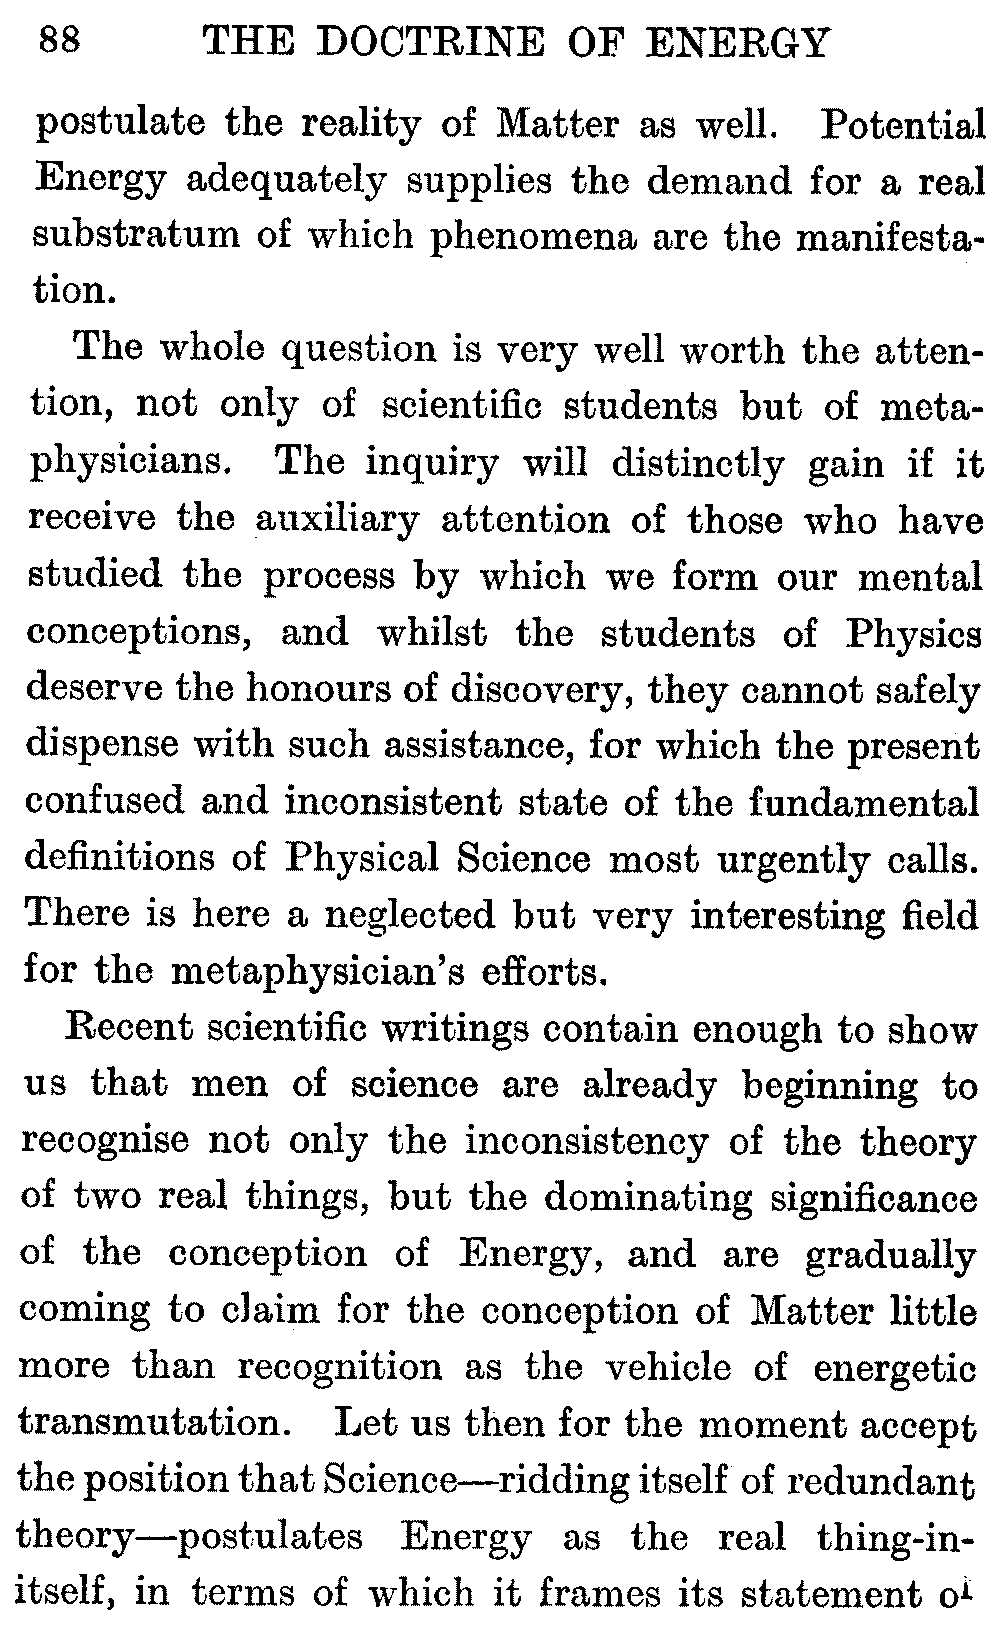 88 THE DOCTRINE OF ENERGY
postulate the reality of Matter as well. Potential
Energy adequately supplies the demand for a real
substratum of which phenomena are the manifesta-
tion.
The whole question is very well worth the atten-
tion, not only of scientific students but of meta-
physicians. The inquiry will distinctly gain if it
receive the auxiliary attention of those who have
studied the process by which we form our mental
conceptions, and whilst the students of Physics
deserve the honours of discovery, they cannot safely
dispense with such assistance, for which the present
confused and inconsistent state of the fundamental
definitions of Physical Science most urgently calls.
There is here a neglected but very interesting field
for the metaphysician's efforts.
Recent scientific writings contain enough to show
us that men of science are already beginning to
recognise not only the inconsistency of the theory
of two real things, but the dominating significance
of the conception of Energy, and are gradually
coming to claim for the conception of Matter little
more than recognition as the vehicle of energetic
transmutation. Let us then for the moment accept
the position that Science—ridding itself of redundant
theory—postulates Energy as the real thing-in-
itself, in terms of which it frames its statement of